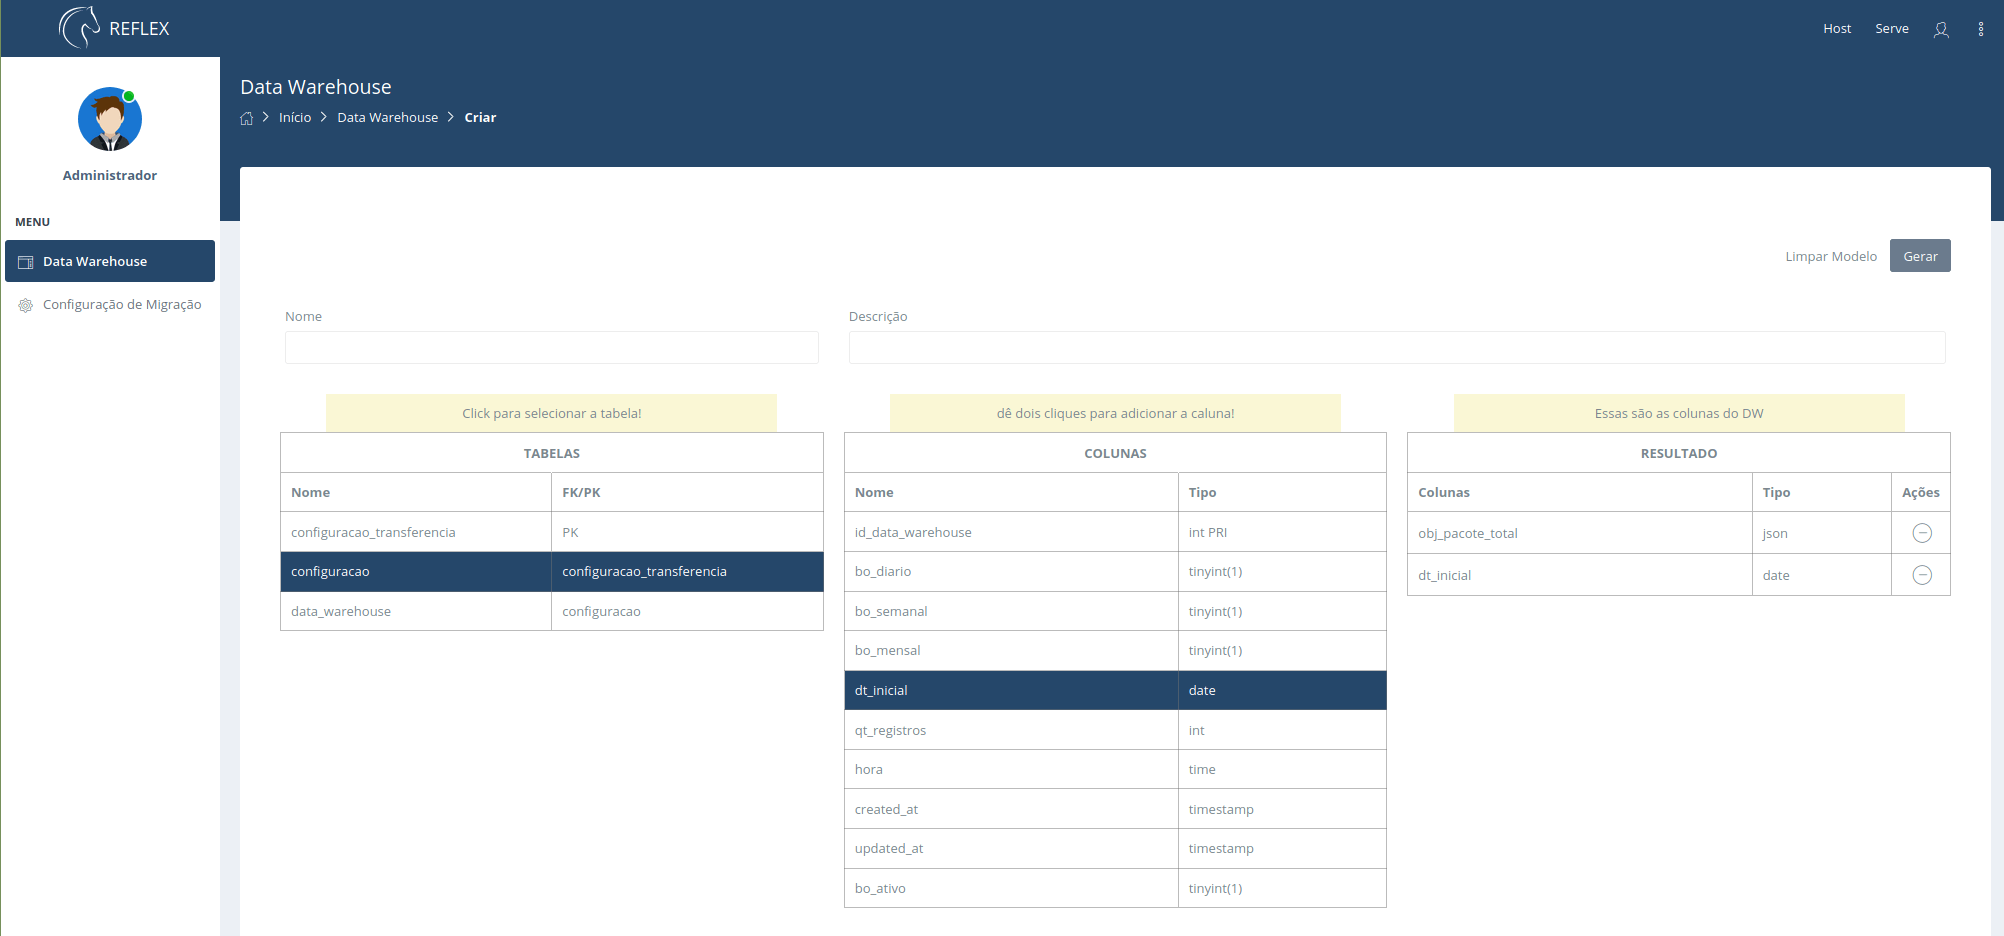 REFLEX
Host Serve
Administrador
MENU
Data Warehouse
Configuração de Migração
Data Warehouse
Início Data Warehouse Criar
Limpar Modelo Gerar
Nome Descrição
Click para selecionar a tabela!
TABELAS
Nome FK/PK
configuracao_transferencia PK
configuracao configuracao_transferencia
data_warehouse configuracao
dê dois cliques para adicionar a caluna!
COLUNAS
Nome Tipo
id_data_warehouse int PRI
bo_diario tinyint(1)
bo_semanal tinyint(1)
bo_mensal tinyint(1)
dt_inicial date
qt_registros int
hora time
created_at timestamp
updated_at timestamp
bo_ativo tinyint(1)
Essas são as colunas do DW
RESULTADO
Colunas Tipo Ações
obj_pacote_total json
dt_inicial date